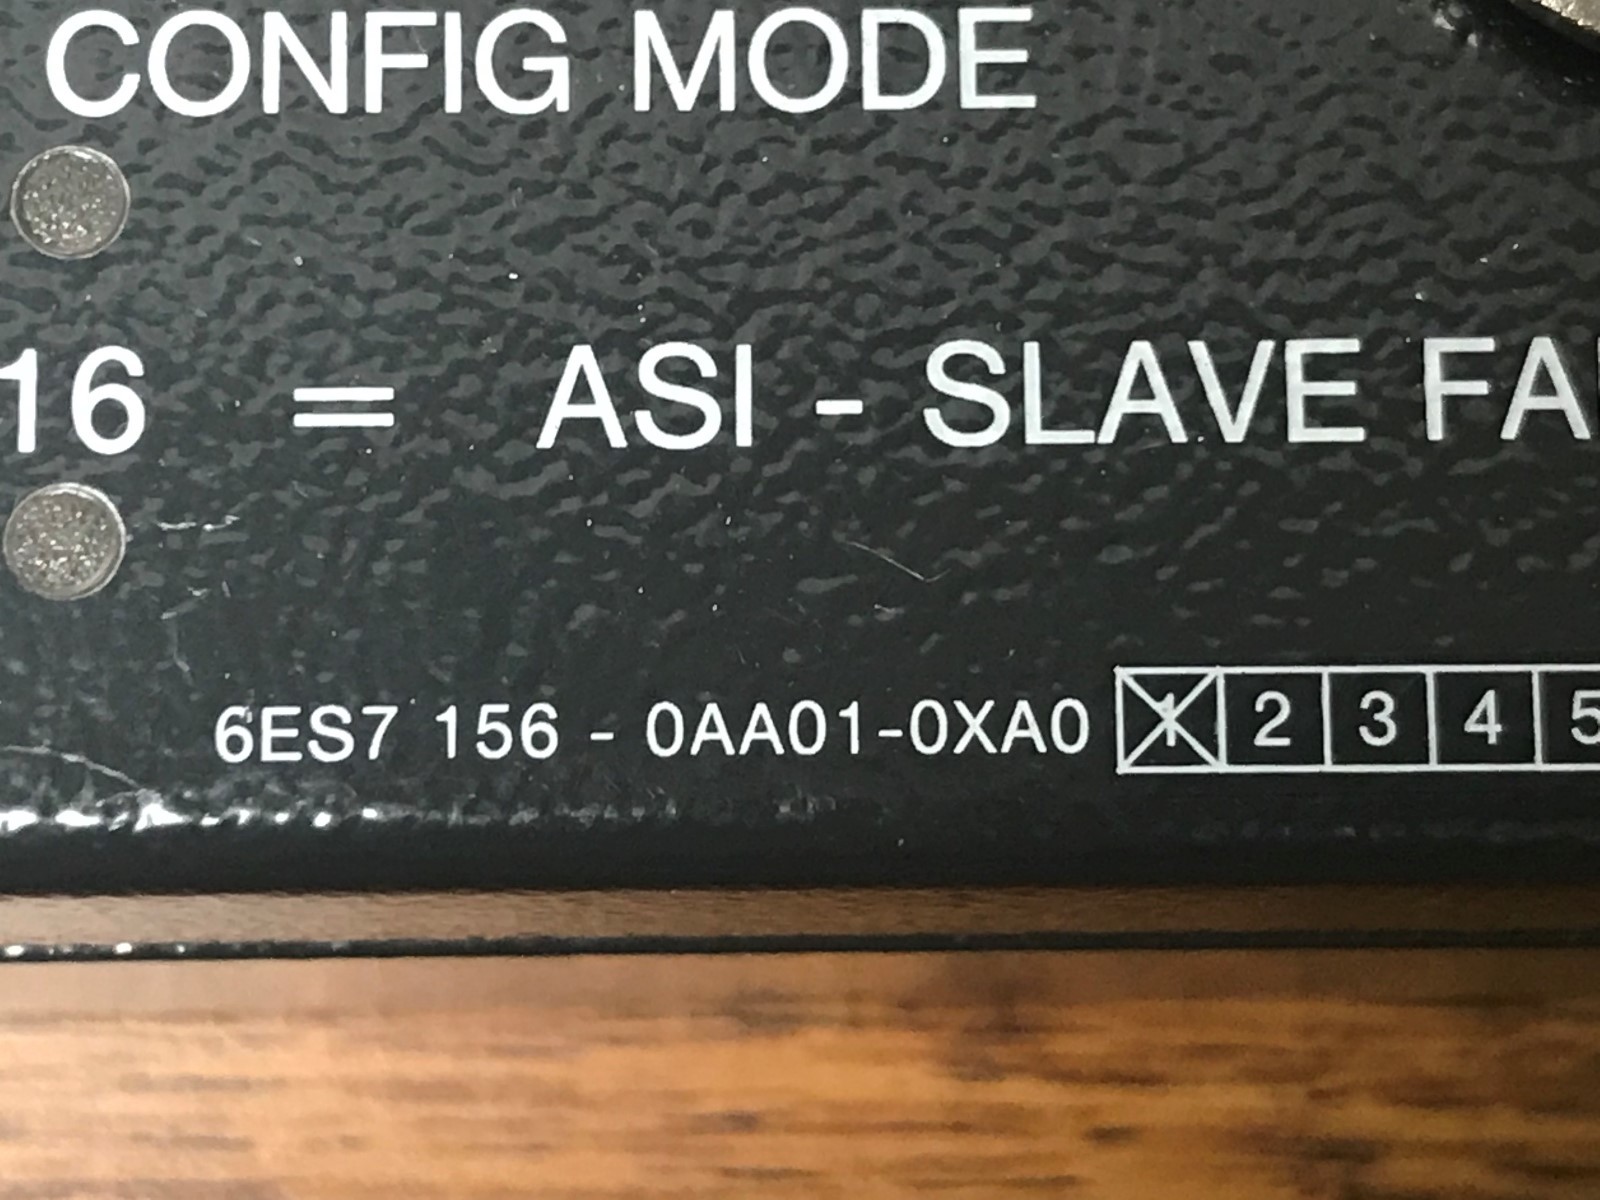 CONFIG MODE
16 = ASI - SLAVE FA
6ES7 156 - 0AA01-0XA0 1 2 3 4 5